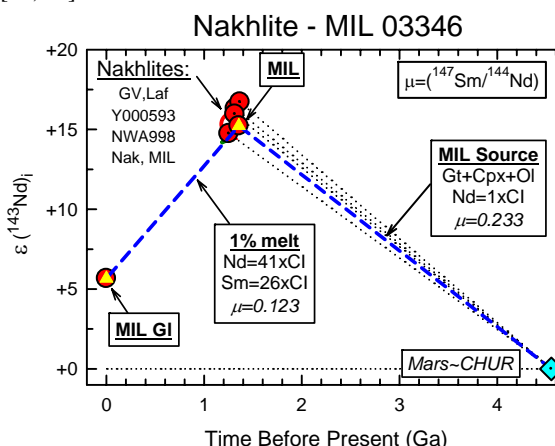 Nakhlite - MIL 03346
+20
+15
+10
+5
+0
ε (¹⁴³Nd)ᵢ
Nakhlites:
GV,Laf
Y000593
NWA998
Nak, MIL
MIL
μ=(¹⁴⁷Sm/¹⁴⁴Nd)
MIL Source
Gt+Cpx+Ol
Nd=1xCI
μ=0.233
1% melt
Nd=41xCI
Sm=26xCI
μ=0.123
MIL Gl
Mars~CHUR
0 1 2 3 4
Time Before Present (Ga)